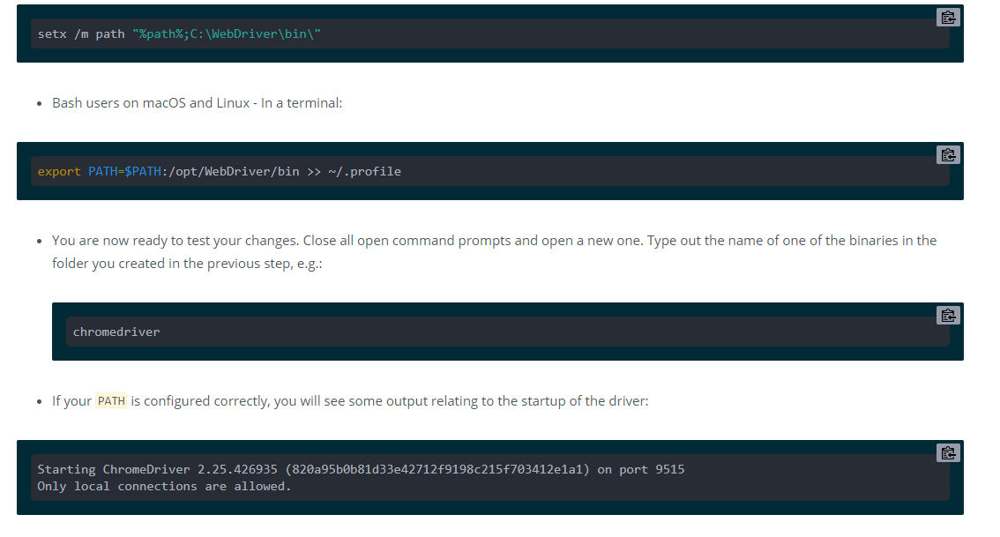 setx /m path "%path%;C:\WebDriver\bin\"
Bash users on macOS and Linux - In a terminal:
export PATH=$PATH:/opt/WebDriver/bin >> ~/.profile
You are now ready to test your changes. Close all open command prompts and open a new one. Type out the name of one of the binaries in the
folder you created in the previous step, e.g.:
chromedriver
If your PATH is configured correctly, you will see some output relating to the startup of the driver:
Starting ChromeDriver 2.25.426935 (820a95b0b81d33e42712f9198c215f703412e1a1) on port 9515
Only local connections are allowed.